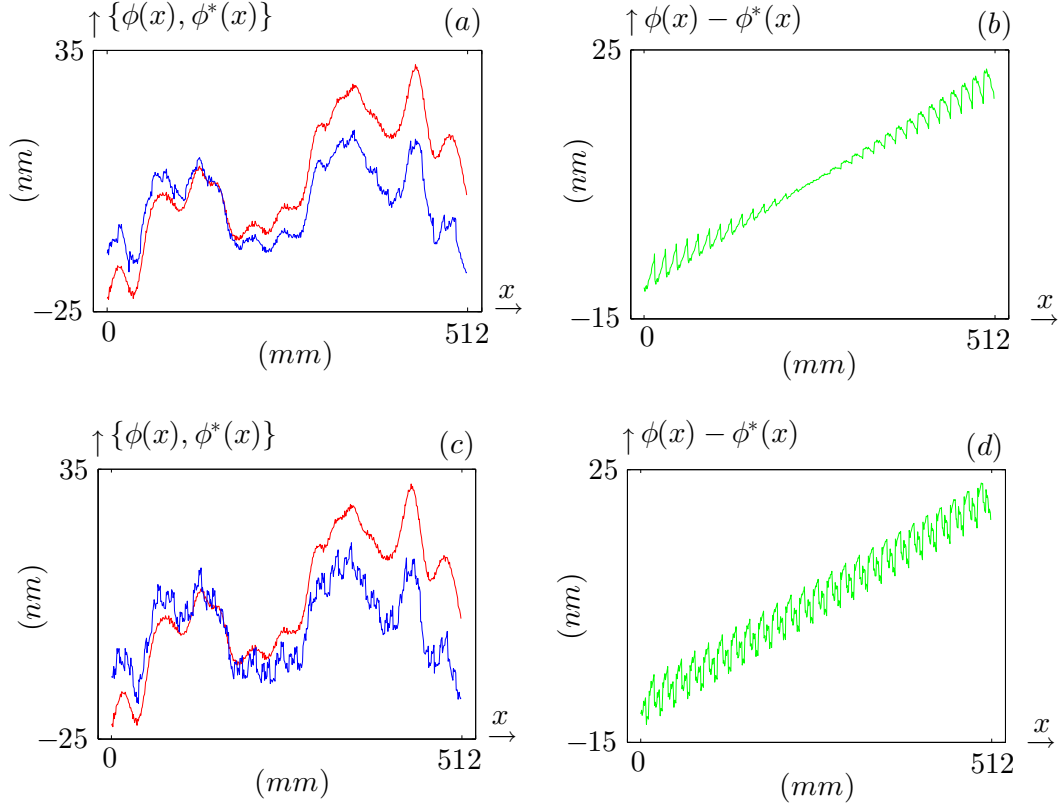 ↑ {ϕ(x), ϕ*(x)} (a)
35
(nm)
−25
0 512
x →
(mm)
↑ ϕ(x) − ϕ*(x) (b)
25
(nm)
−15
0 512
x →
(mm)
↑ {ϕ(x), ϕ*(x)} (c)
35
(nm)
−25
0 512
x →
(mm)
↑ ϕ(x) − ϕ*(x) (d)
25
(nm)
−15
0 512
x →
(mm)